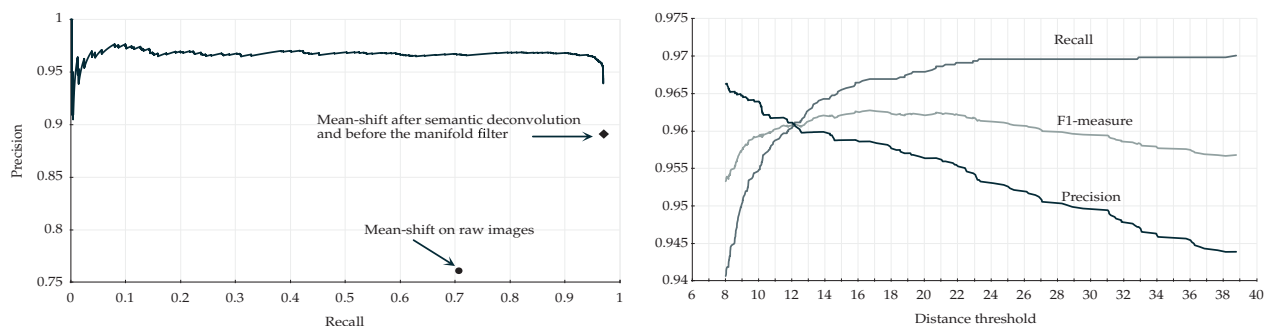 1
0.95
0.9
0.85
0.8
0.75
Precision
Mean-shift after semantic deconvolution
and before the manifold filter
Mean-shift on raw images
0 0.1 0.2 0.3 0.4 0.5 0.6 0.7 0.8 0.9 1
Recall
0.975
0.97
0.965
0.96
0.955
0.95
0.945
0.94
Recall
F1-measure
Precision
6 8 10 12 14 16 18 20 22 24 26 28 30 32 34 36 38 40
Distance threshold